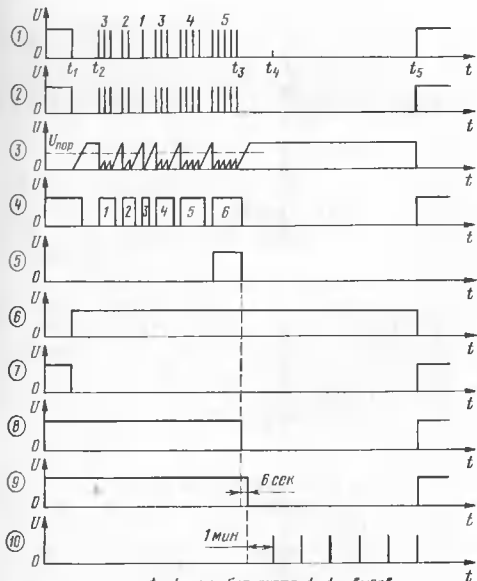 ① U 0 3 2 1 3 4 5 t
t₁ t₂ t₃ t₄ t₅
② U 0 t
③ U Uпор 0 t
④ U 0 1 2 3 4 5 6 t
⑤ U 0 t
⑥ U 0 t
⑦ U 0 t
⑧ U 0 t
⑨ U 0 6 сек t
⑩ U 0 1 мин t